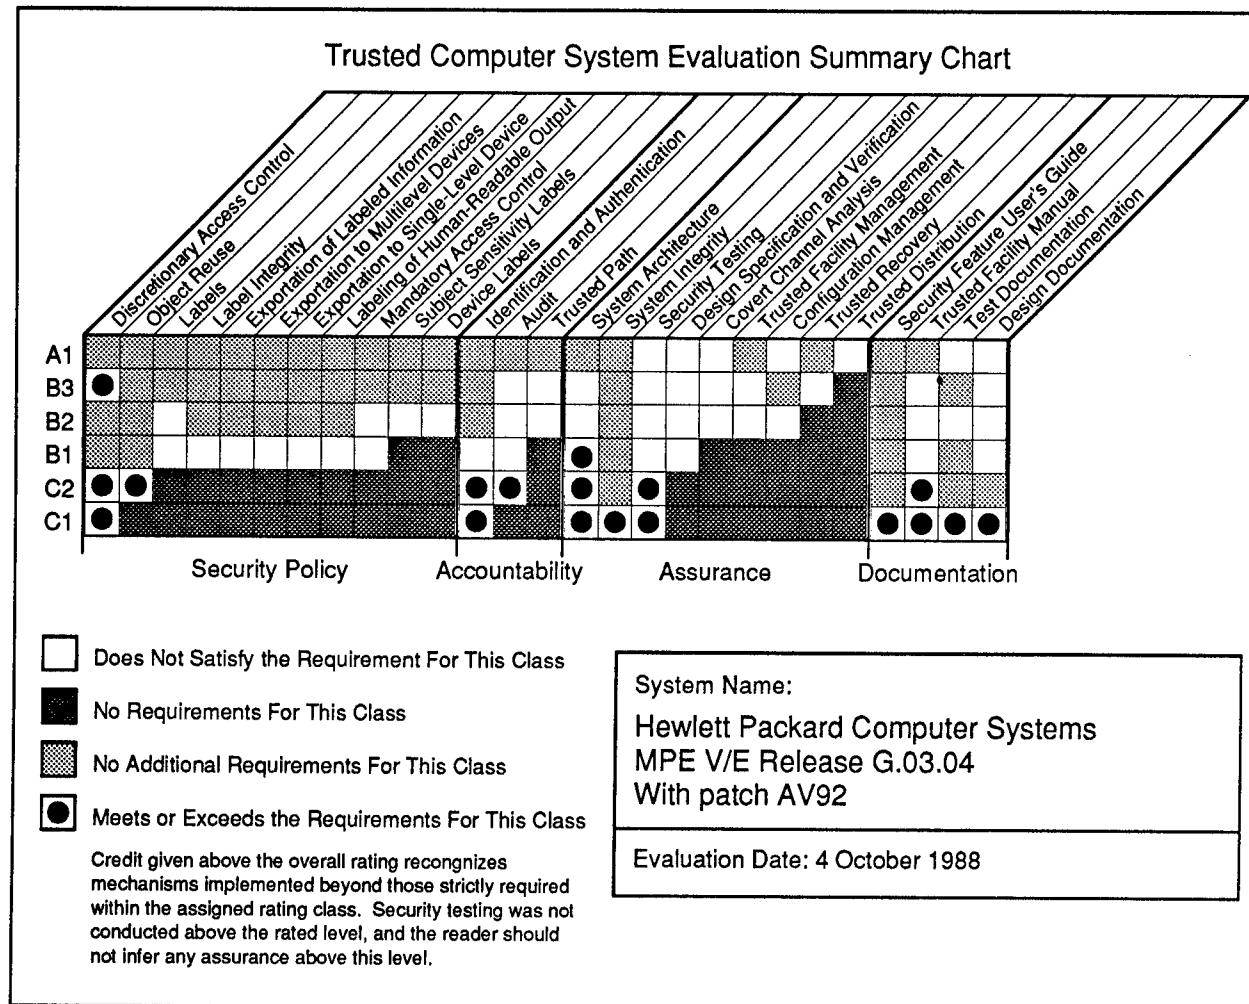 Trusted Computer System Evaluation Summary Chart
Discretionary Access Control
Object Reuse
Labels
Label Integrity
Exportation of Labeled Information
Exportation to Multilevel Devices
Exportation to Single-Level Device
Labeling of Human-Readable Output
Mandatory Access Control
Subject Sensitivity Labels
Device Labels
Identification and Authentication
Audit
Trusted Path
System Architecture
System Integrity
Security Testing
Design Specification and Verification
Covert Channel Analysis
Trusted Facility Management
Configuration Management
Trusted Recovery
Trusted Distribution
Security Feature User's Guide
Trusted Facility Manual
Test Documentation
Design Documentation
A1
B3
B2
B1
C2
C1
Security Policy
Accountability
Assurance
Documentation
Does Not Satisfy the Requirement For This Class
No Requirements For This Class
No Additional Requirements For This Class
Meets or Exceeds the Requirements For This Class
Credit given above the overall rating recongnizes
mechanisms implemented beyond those strictly required
within the assigned rating class. Security testing was not
conducted above the rated level, and the reader should
not infer any assurance above this level.
System Name:
Hewlett Packard Computer Systems
MPE V/E Release G.03.04
With patch AV92
Evaluation Date: 4 October 1988